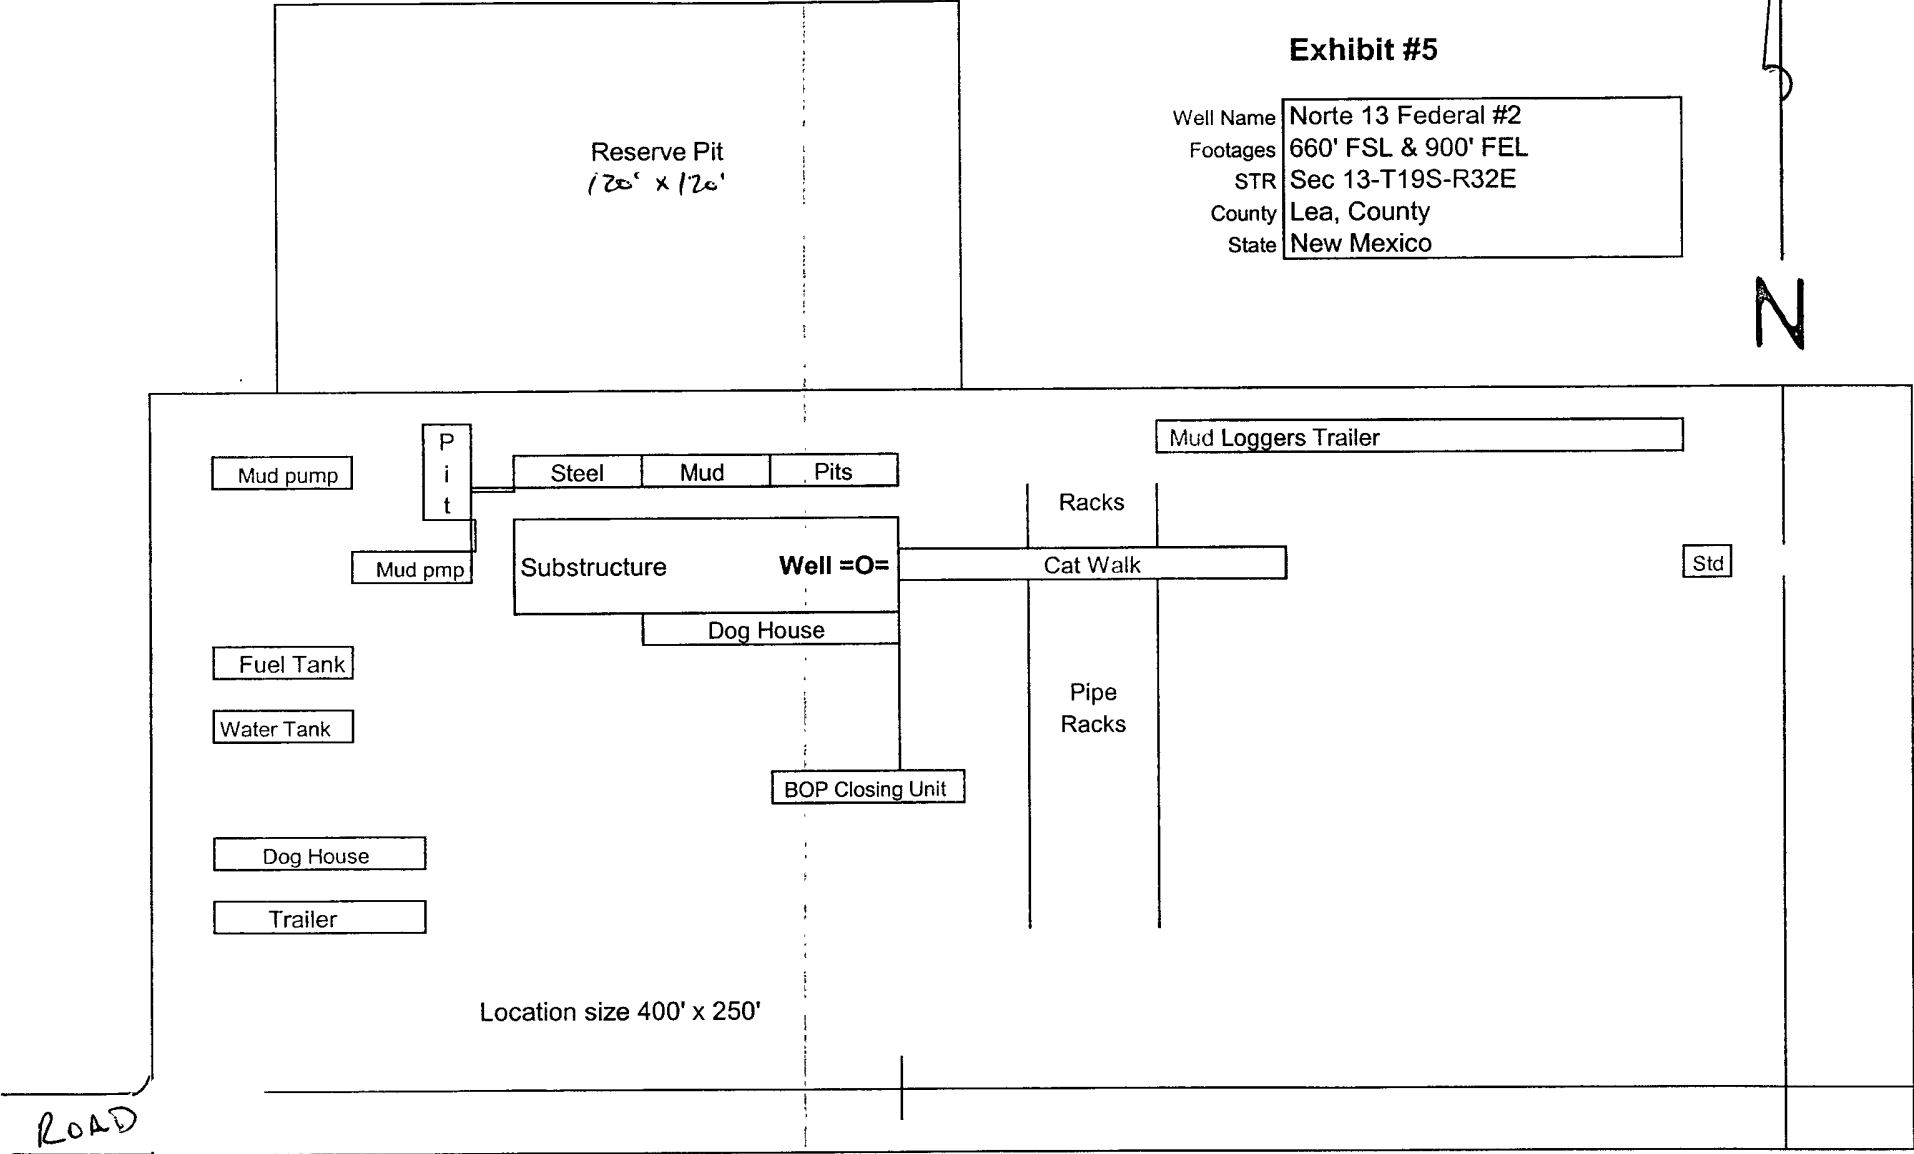 Exhibit #5
Well Name Norte 13 Federal #2
Footages 660' FSL & 900' FEL
STR Sec 13-T19S-R32E
County Lea, County
State New Mexico
Reserve Pit
120' x 120'
N
Mud Loggers Trailer
Mud pump
Pit
Steel Mud Pits
Racks
Mud pmp
Substructure
Well =O=
Cat Walk
Std
Dog House
Fuel Tank
Pipe
Racks
Water Tank
BOP Closing Unit
Dog House
Trailer
Location size 400' x 250'
ROAD